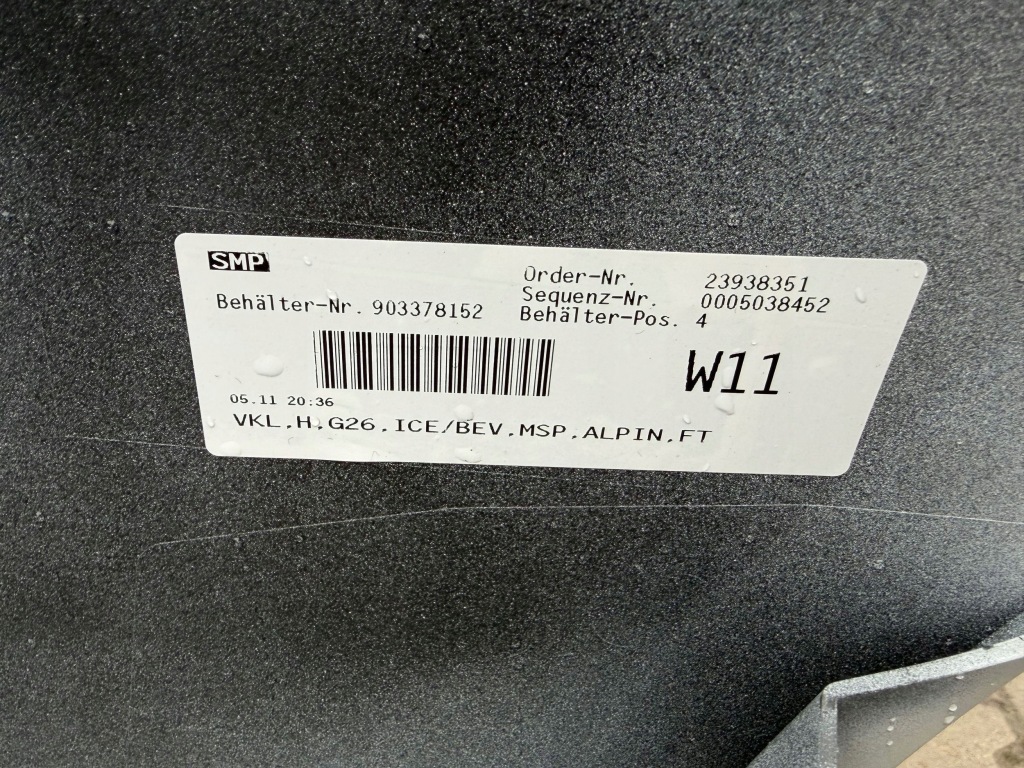 SMP
Order-Nr. 23938351
Sequenz-Nr. 0005038452
Behälter-Nr. 903378152 Behälter-Pos. 4
W11
05.11 20:36
VKL,H,G26,ICE/BEV,MSP,ALPIN,FT